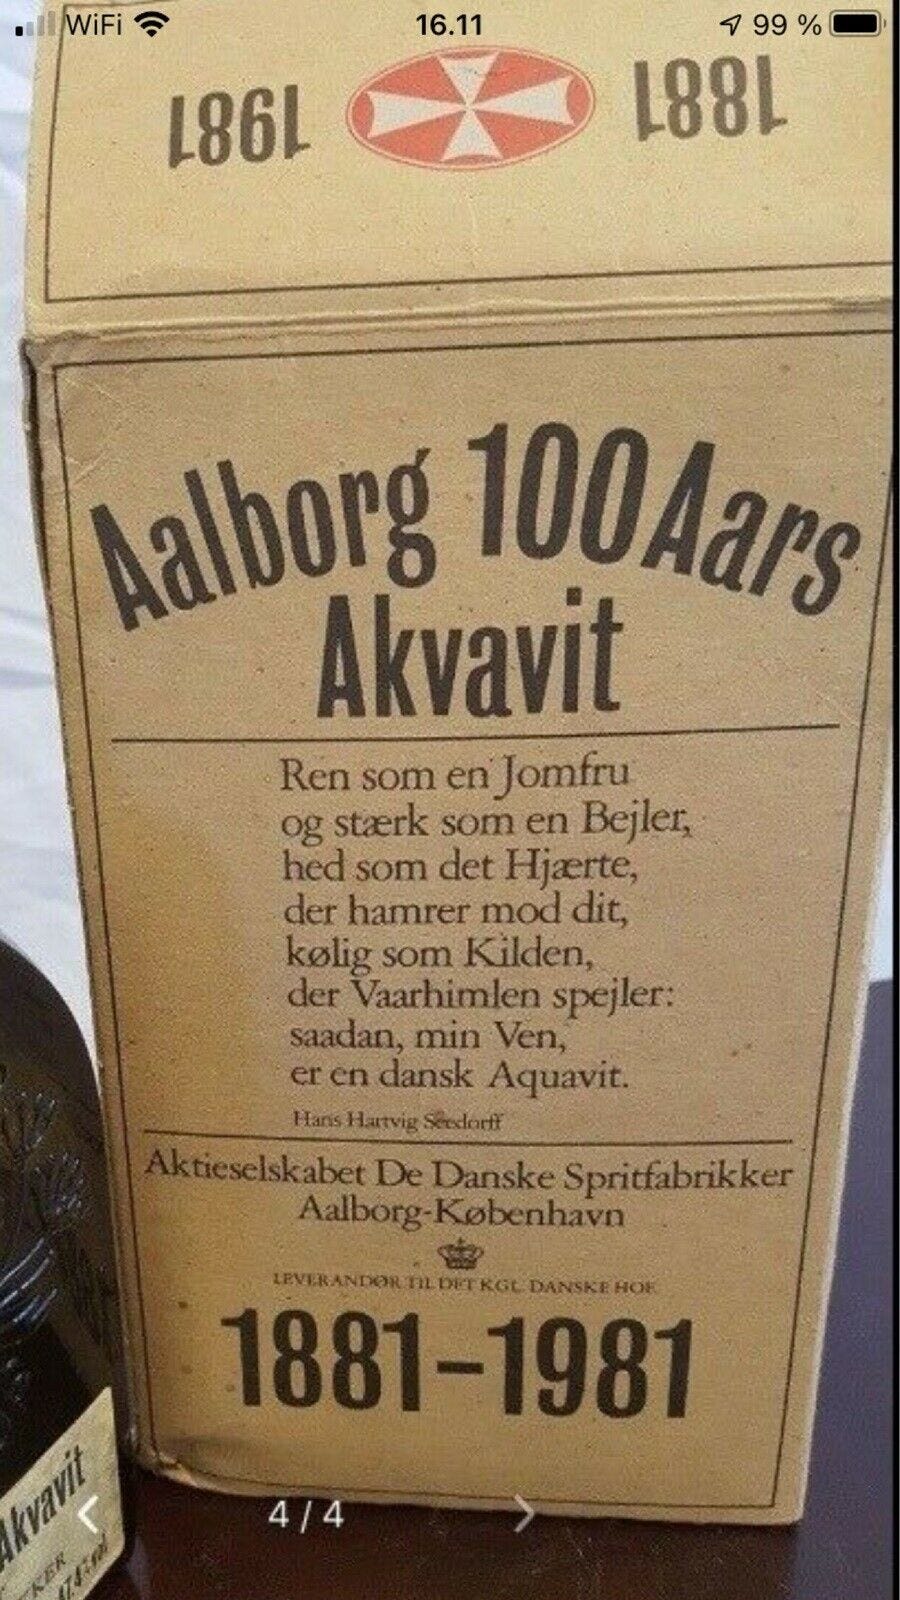 WiFi 16.11 99 %
1881 1981
Aalborg 100 Aars
Akvavit
Ren som en Jomfru
og stærk som en Bejler,
hed som det Hjærte,
der hamrer mod dit,
kølig som Kilden,
der Vaarhimlen spejler:
saadan, min Ven,
er en dansk Aquavit.
Hans Hartvig Seedorff
Aktieselskabet De Danske Spritfabrikker
Aalborg-København
LEVERANDØR TIL DET KGL. DANSKE HOF
1881-1981
Akvavit
KER
4 / 4